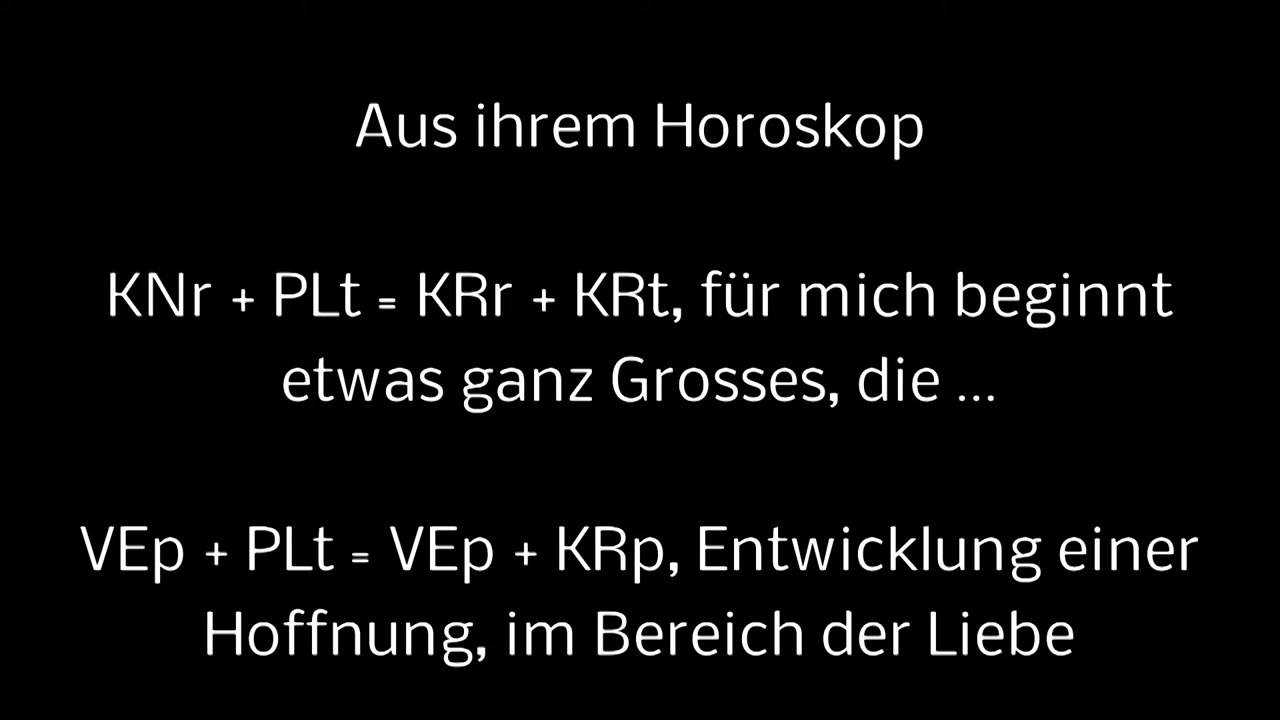 Aus ihrem Horoskop
KNr + PLt = KRr + KRt, für mich beginnt
etwas ganz Grosses, die ...
VEp + PLt = VEp + KRp, Entwicklung einer
Hoffnung, im Bereich der Liebe